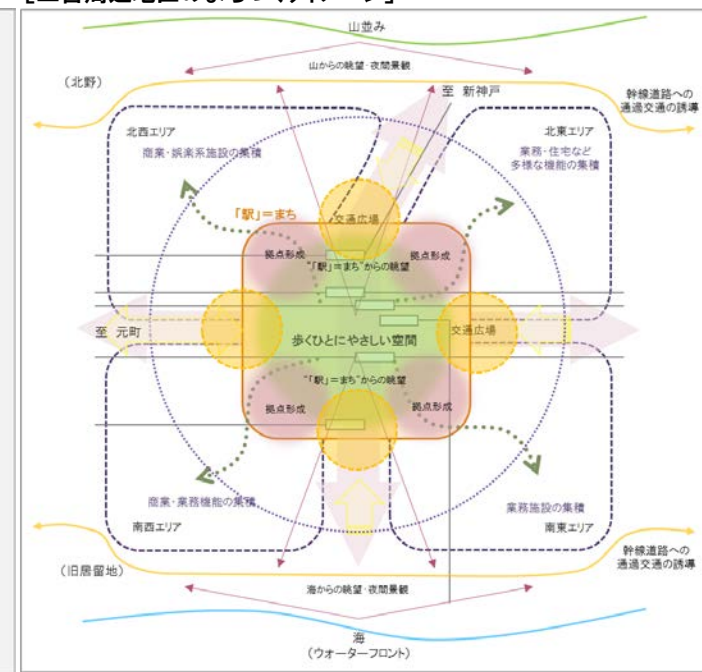 山並み
山からの眺望・夜間景観
(北野)
至 新神戸
幹線道路への
通過交通の誘導
北西エリア
商業・娯楽系施設の集積
北東エリア
業務・住宅など
多様な機能の集積
「駅」=まち
交通広場
拠点形成
拠点形成
"「駅」=まち"からの眺望
至 元町
歩くひとにやさしい空間
交通広場
"「駅」=まち"からの眺望
拠点形成
拠点形成
商業・業務機能の集積
業務施設の集積
南西エリア
南東エリア
(旧居留地)
幹線道路への
通過交通の誘導
海からの眺望・夜間景観
海
(ウォーターフロント)